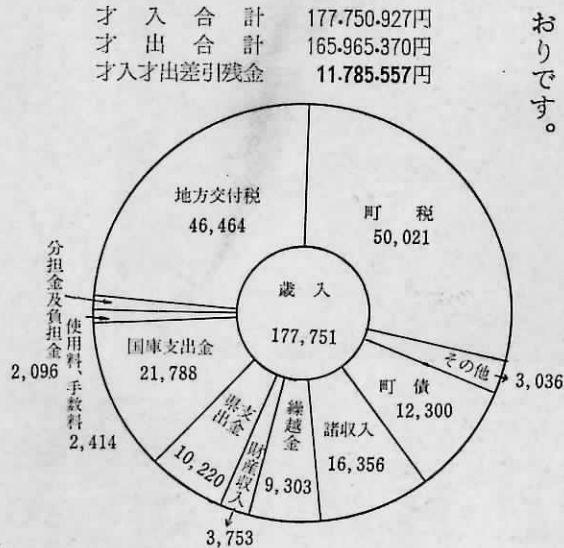 おりです。
才入合計 177.750.927円
才出合計 165.965.370円
才入才出差引残金 11.785.557円
歳入
177,751
町税
50,021
その他
3,036
町債
12,300
諸収入
16,356
繰越金
9,303
財産収入
3,753
県支
出金
10,220
国庫支出金
21,788
使用料、手数料
2,414
分担金及負担金
2,096
地方交付税
46,464